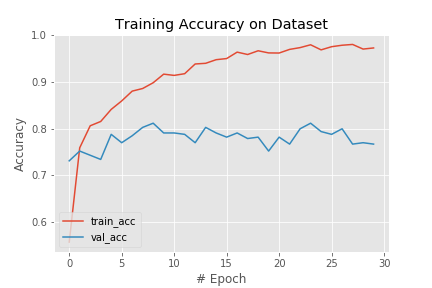 Training Accuracy on Dataset
1.0
0.9
0.8
0.7
0.6
Accuracy
train_acc
val_acc
0 5 10 15 20 25 30
# Epoch